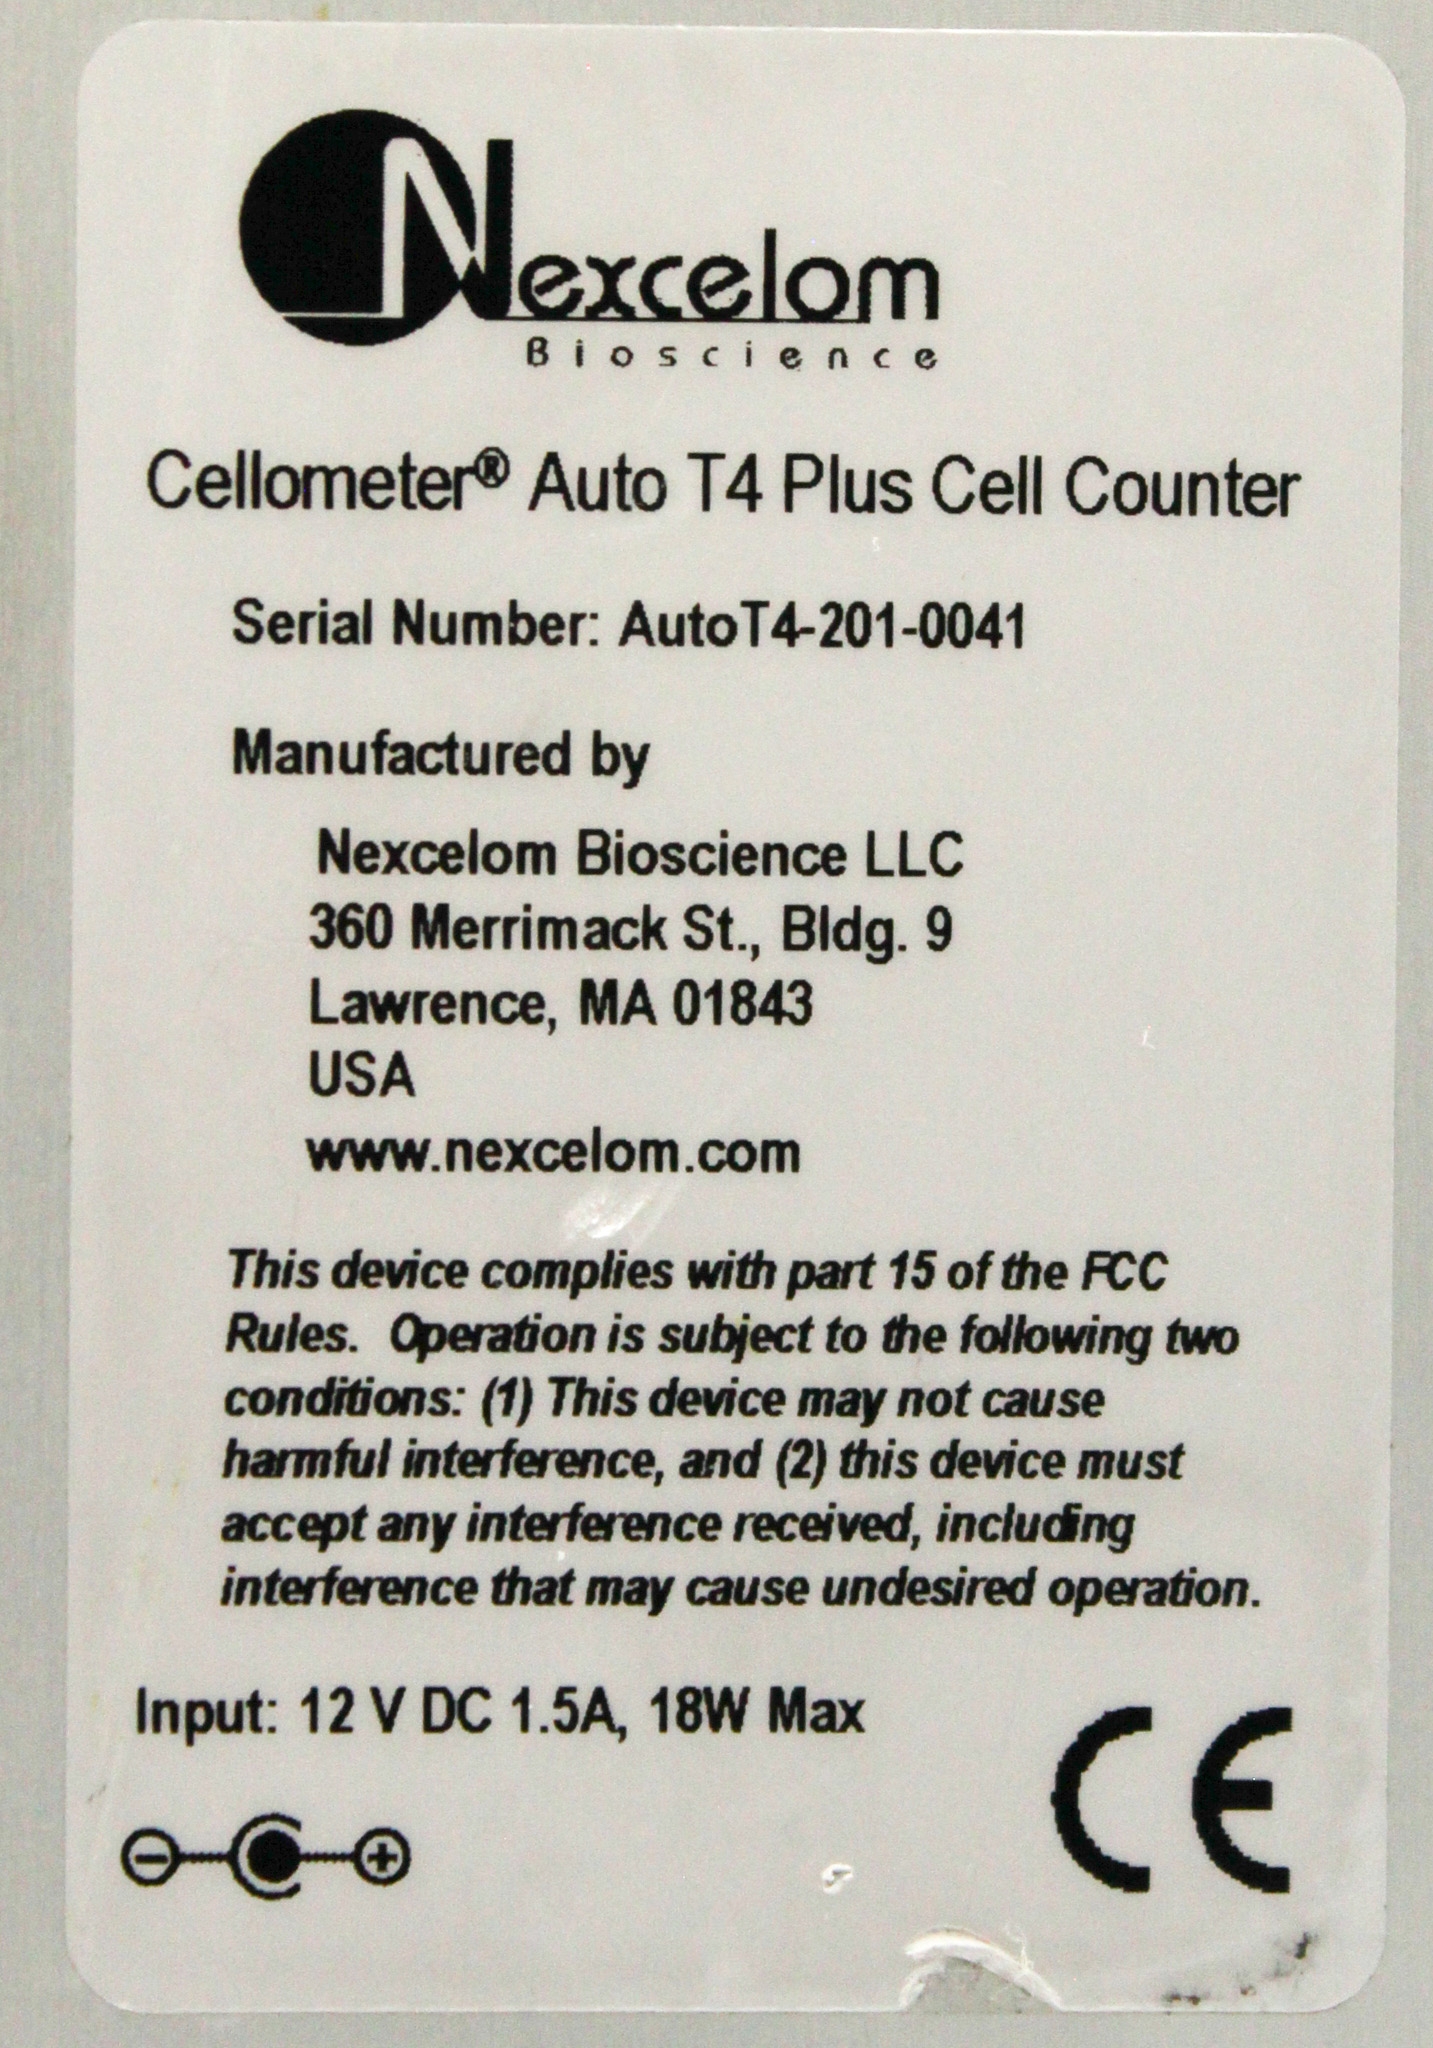 Nexcelom
Bioscience
Cellometer® Auto T4 Plus Cell Counter
Serial Number: AutoT4-201-0041
Manufactured by
Nexcelom Bioscience LLC
360 Merrimack St., Bldg. 9
Lawrence, MA 01843
USA
www.nexcelom.com
This device complies with part 15 of the FCC
Rules. Operation is subject to the following two
conditions: (1) This device may not cause
harmful interference, and (2) this device must
accept any interference received, including
interference that may cause undesired operation.
Input: 12 V DC 1.5A, 18W Max
CE